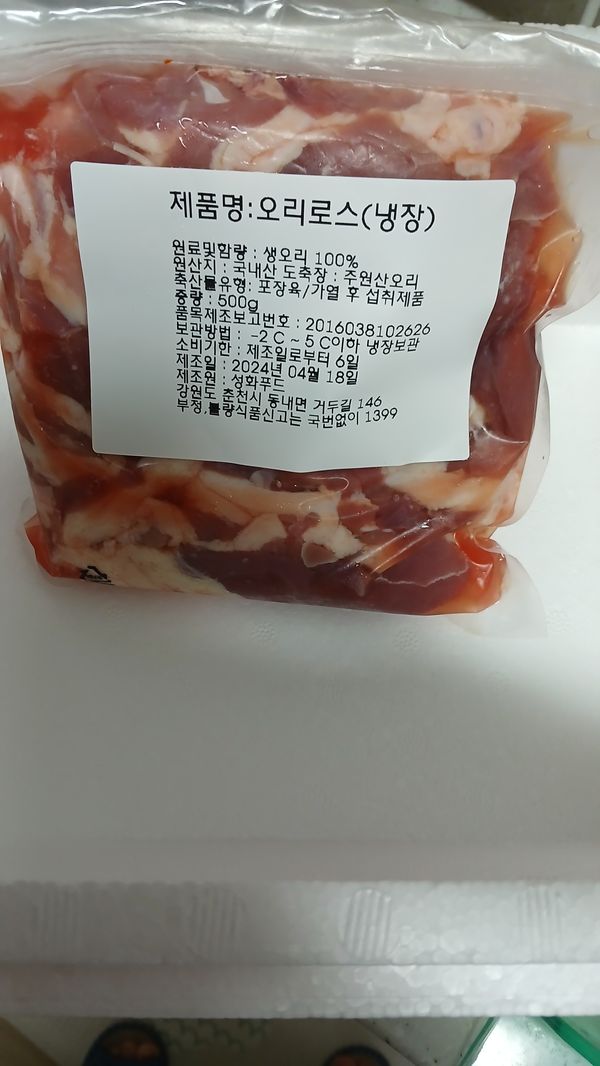 제품명:오리로스(냉장)
원료및함량 : 생오리 100%
원산지 : 국내산 도축장 : 주원산오리
축산물유형: 포장육/가열 후 섭취제품
중량 : 500g
품목제조보고번호 : 2016038102626
보관방법 : -2 C ~ 5 C이하 냉장보관
소비기한 : 제조일로부터 6일
제조일 : 2024년 04월 18일
제조원 : 성화푸드
강원도 춘천시 동내면 거두길 146
부정,불량식품신고는 국번없이 1399